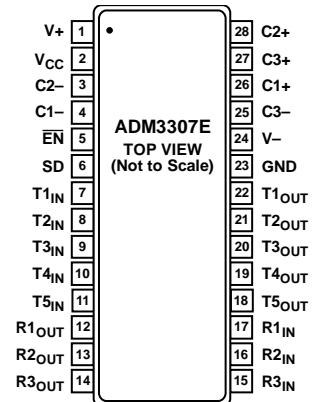 V+ 1 28 C2+
VCC 2 27 C3+
C2– 3 26 C1+
C1– 4 25 C3–
EN 5 24 V–
SD 6 23 GND
T1IN 7 22 T1OUT
T2IN 8 21 T2OUT
T3IN 9 20 T3OUT
T4IN 10 19 T4OUT
T5IN 11 18 T5OUT
R1OUT 12 17 R1IN
R2OUT 13 16 R2IN
R3OUT 14 15 R3IN
ADM3307E
TOP VIEW
(Not to Scale)